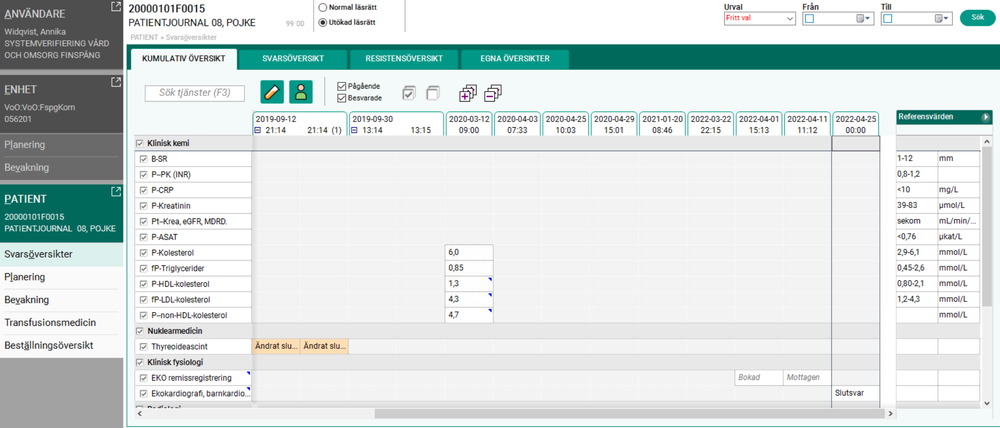 ANVÄNDARE
Widqvist, Annika
SYSTEMVERIFIERING VÅRD
OCH OMSORG FINSPÅNG
ENHET
VoO:VoO:FspgKom
056201
Planering
Bevakning
PATIENT
20000101F0015
PATIENTJOURNAL 08, POJKE
Svarsöversikter
Planering
Bevakning
Transfusionsmedicin
Beställningsöversikt
20000101F0015
PATIENTJOURNAL 08, POJKE 99 00
Normal läsrätt
Utökad läsrätt
Urval Från Till
Fritt val
Sök
PATIENT » Svarsöversikter
KUMULATIV ÖVERSIKT SVARSÖVERSIKT RESISTENSÖVERSIKT EGNA ÖVERSIKTER
Sök tjänster (F3)
Pågående
Besvarade
2019-09-12 2019-09-30 2020-03-12 2020-04-03 2020-04-25 2020-04-29 2021-01-20 2022-03-22 2022-04-01 2022-04-11 2022-04-25 Referensvärden
21:14 21:14 (1) 13:14 13:15 09:00 07:33 10:03 15:01 08:46 22:15 15:13 11:12 00:00
Klinisk kemi
B-SR 1-12 mm
P--PK (INR) 0,8-1,2
P-CRP <10 mg/L
P-Kreatinin 39-83 µmol/L
Pt--Krea, eGFR, MDRD. sekom mL/min/...
P-ASAT <0,76 µkat/L
P-Kolesterol 6,0 2,9-6,1 mmol/L
fP-Triglycerider 0,85 0,45-2,6 mmol/L
P-HDL-kolesterol 1,3 0,80-2,1 mmol/L
fP-LDL-kolesterol 4,3 1,2-4,3 mmol/L
P--non-HDL-kolesterol 4,7 mmol/L
Nuklearmedicin
Thyreoideascint Ändrat slu... Ändrat slu...
Klinisk fysiologi
EKO remissregistrering Bokad Mottagen
Ekokardiografi, barnkardio... Slutsvar